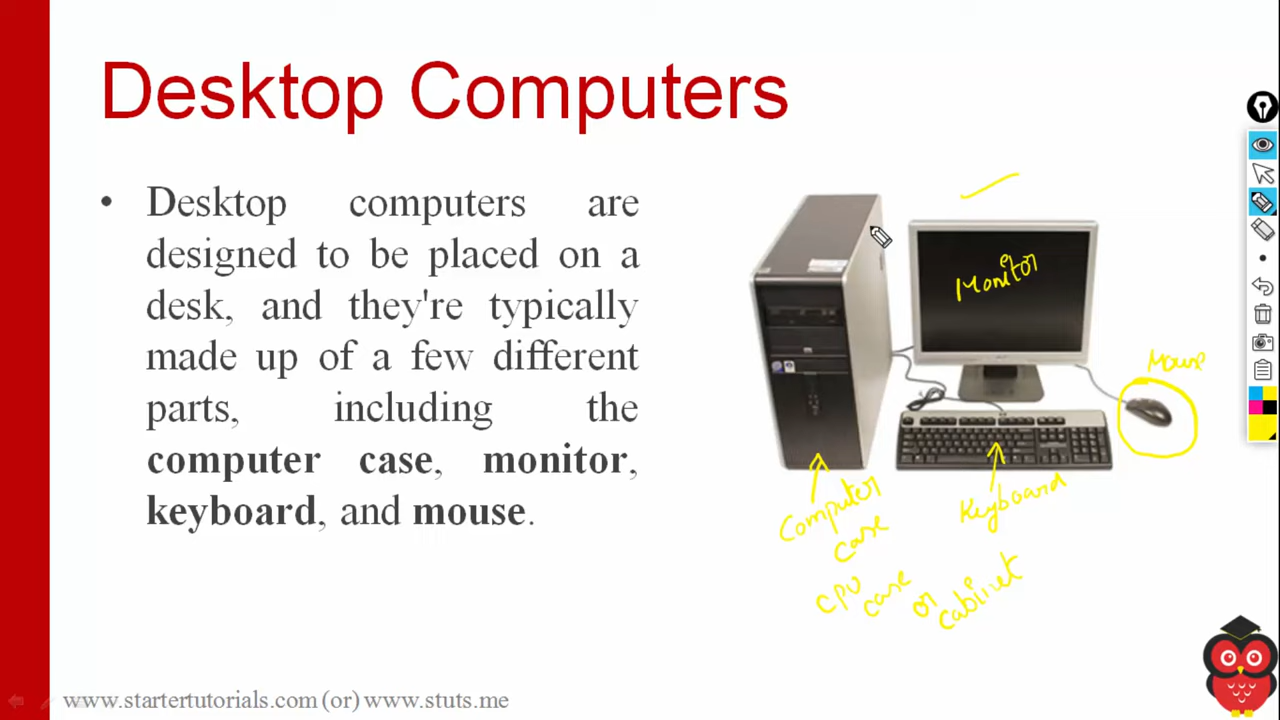 Desktop Computers
• Desktop computers are
designed to be placed on a
desk, and they're typically
made up of a few different
parts, including the
computer case, monitor,
keyboard, and mouse.
Monitor
Mouse
Computer
case
Keyboard
CPU
case
or
cabinet
www.startertutorials.com (or) www.stuts.me